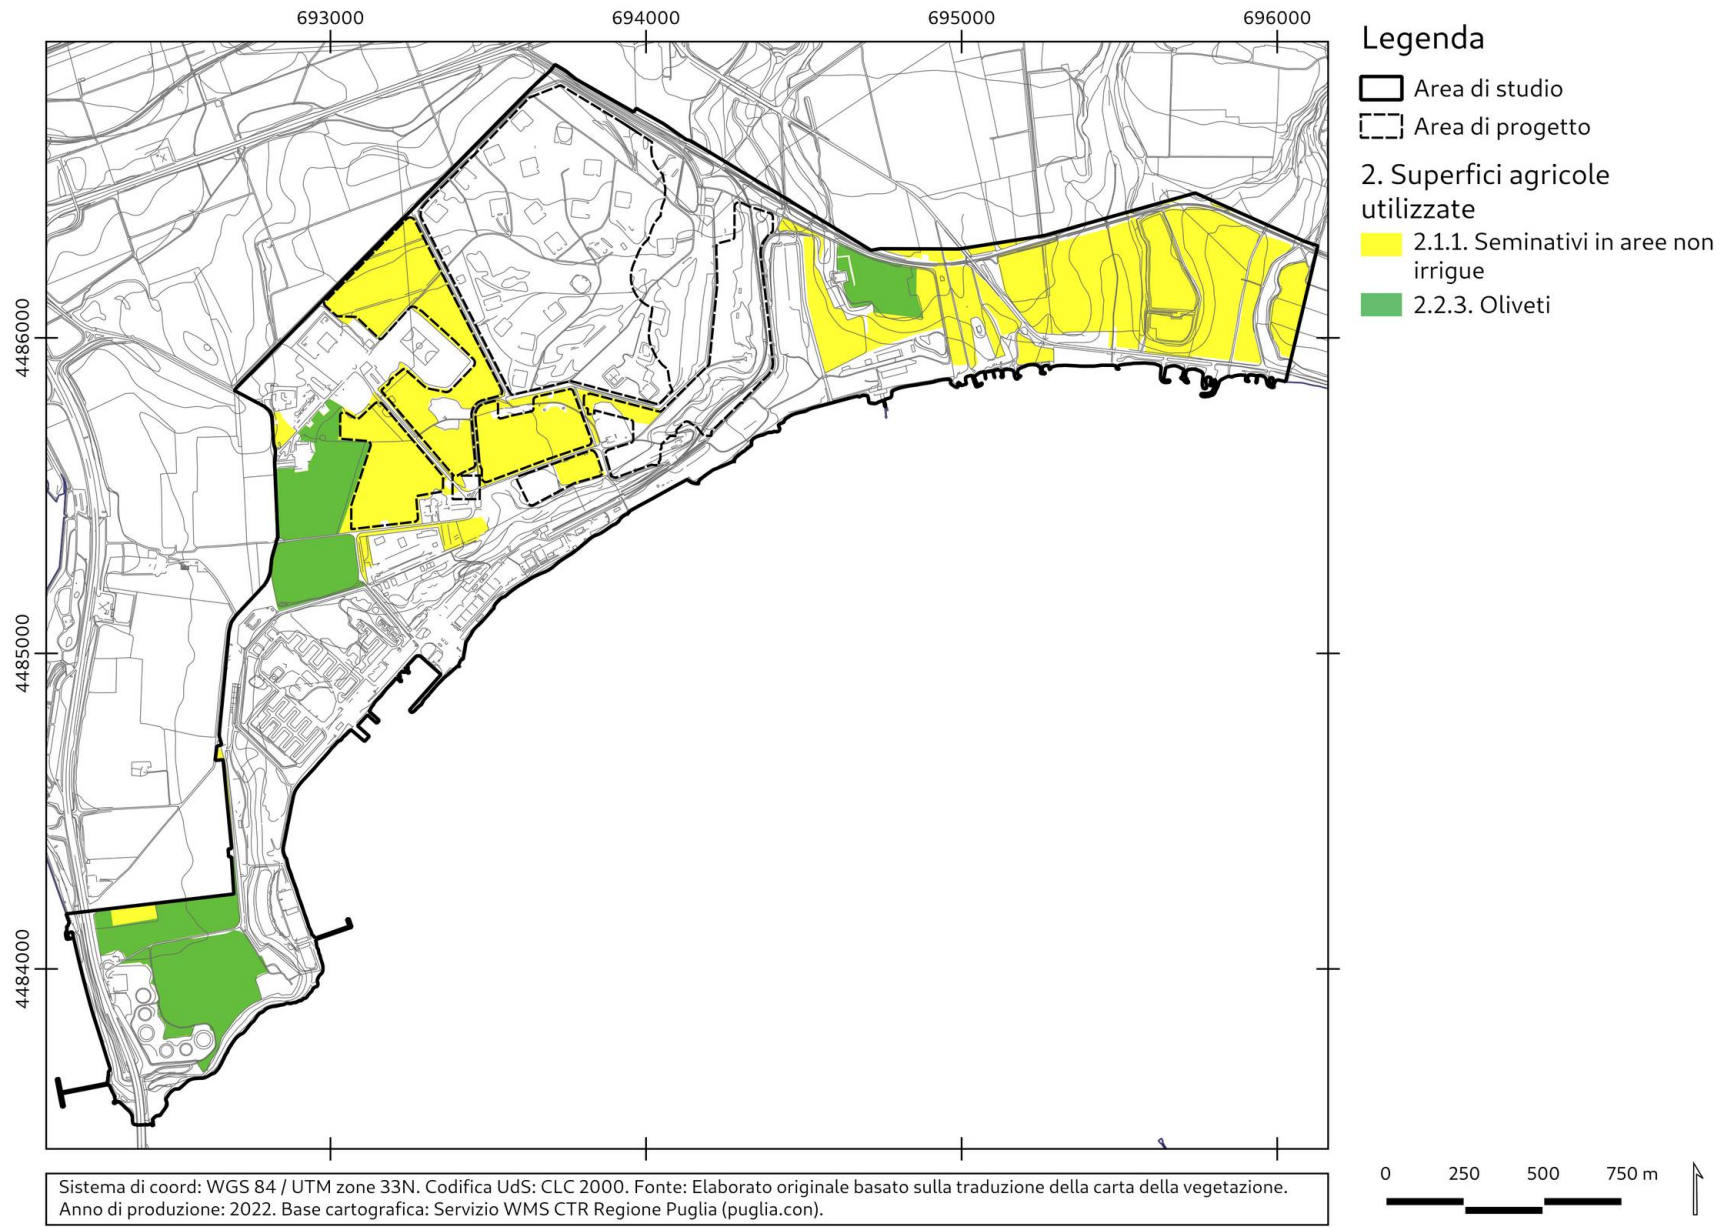 693000
694000
695000
696000
4486000
4485000
4484000
Legenda
Area di studio
Area di progetto
2. Superfici agricole
utilizzate
2.1.1. Seminativi in aree non
irrigue
2.2.3. Oliveti
0 250 500 750 m
Sistema di coord: WGS 84 / UTM zone 33N. Codifica UdS: CLC 2000. Fonte: Elaborato originale basato sulla traduzione della carta della vegetazione.
Anno di produzione: 2022. Base cartografica: Servizio WMS CTR Regione Puglia (puglia.con).